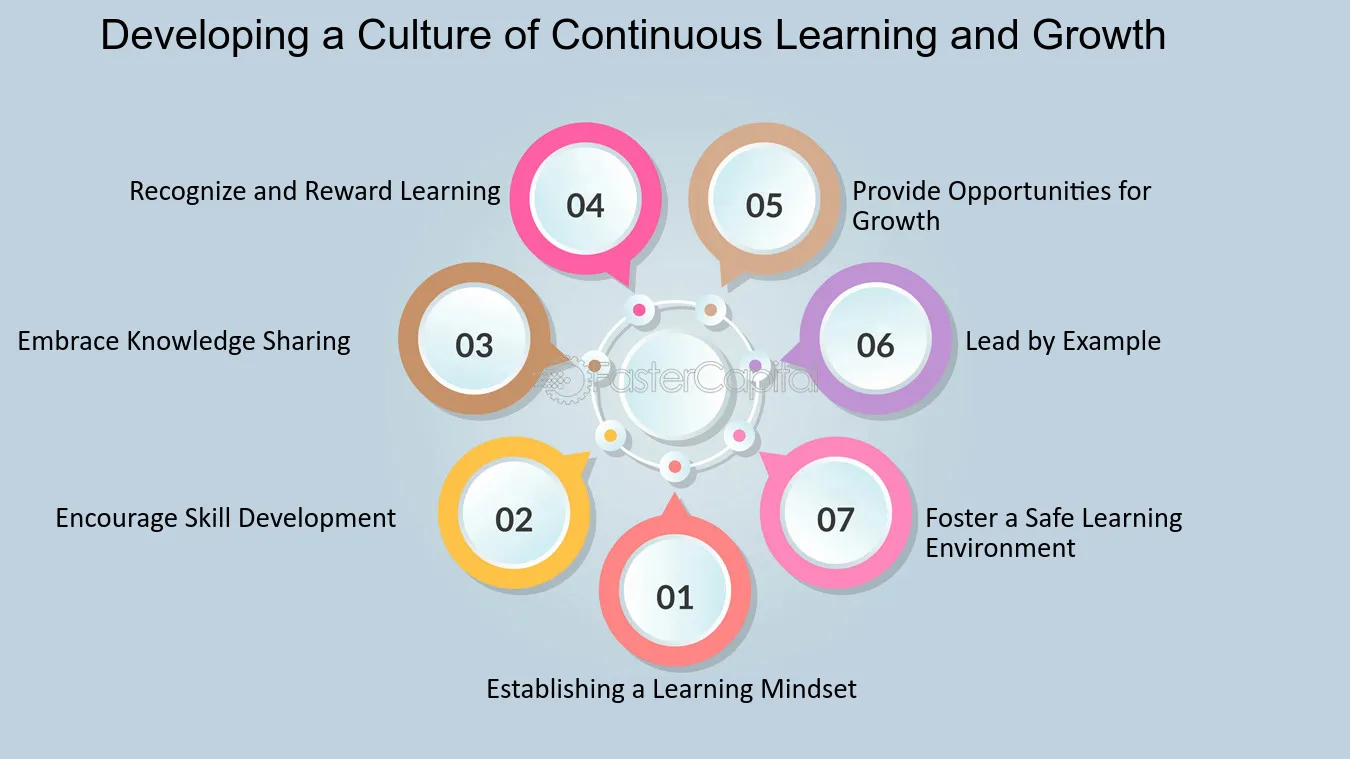 Developing a Culture of Continuous Learning and Growth
04
Recognize and Reward Learning
05
Provide Opportunities for
Growth
03
Embrace Knowledge Sharing
06
Lead by Example
FasterCapital
02
Encourage Skill Development
07
Foster a Safe Learning
Environment
01
Establishing a Learning Mindset